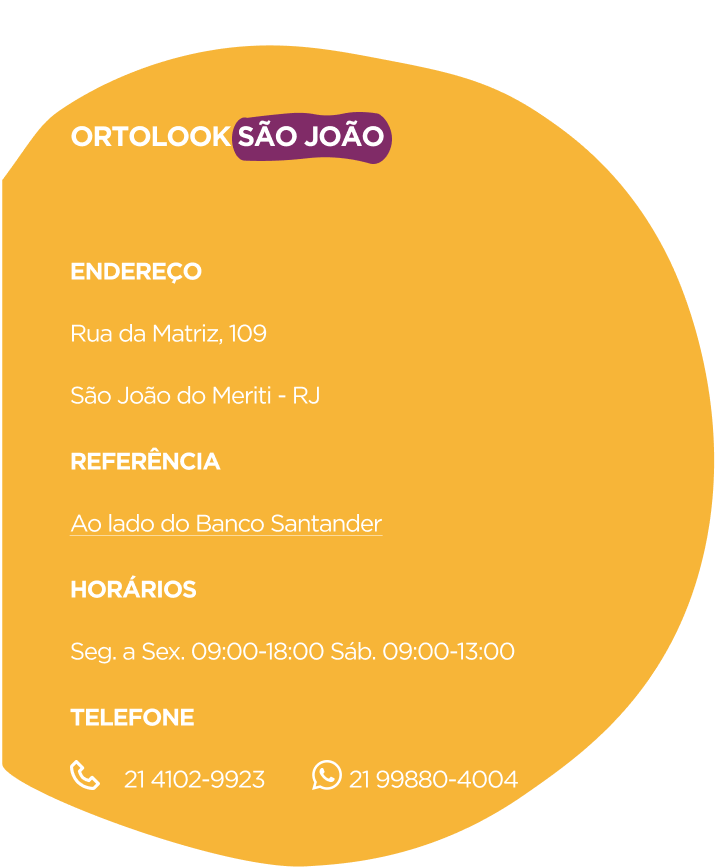 ORTOLOOK SÃO JOÃO
ENDEREÇO
Rua da Matriz, 109
São João do Meriti - RJ
REFERÊNCIA
Ao lado do Banco Santander
HORÁRIOS
Seg. a Sex. 09:00-18:00 Sáb. 09:00-13:00
TELEFONE
21 4102-9923 21 99880-4004